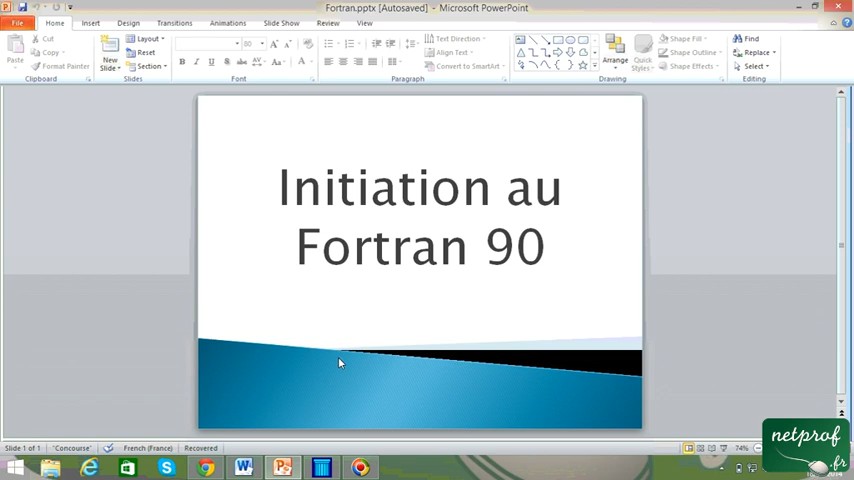 Fortran.pptx [Autosaved] - Microsoft PowerPoint
File Home Insert Design Transitions Animations Slide Show Review View
Paste
Cut
Copy
Format Painter
Clipboard
New Slide
Layout
Reset
Section
Slides
B I U S abc AV Aa A
Font
Text Direction
Align Text
Convert to SmartArt
Paragraph
Arrange
Quick Styles
Shape Fill
Shape Outline
Shape Effects
Drawing
Find
Replace
Select
Editing
Initiation au
Fortran 90
Slide 1 of 1 "Concourse" French (France) Recovered 74%
netprof
.fr